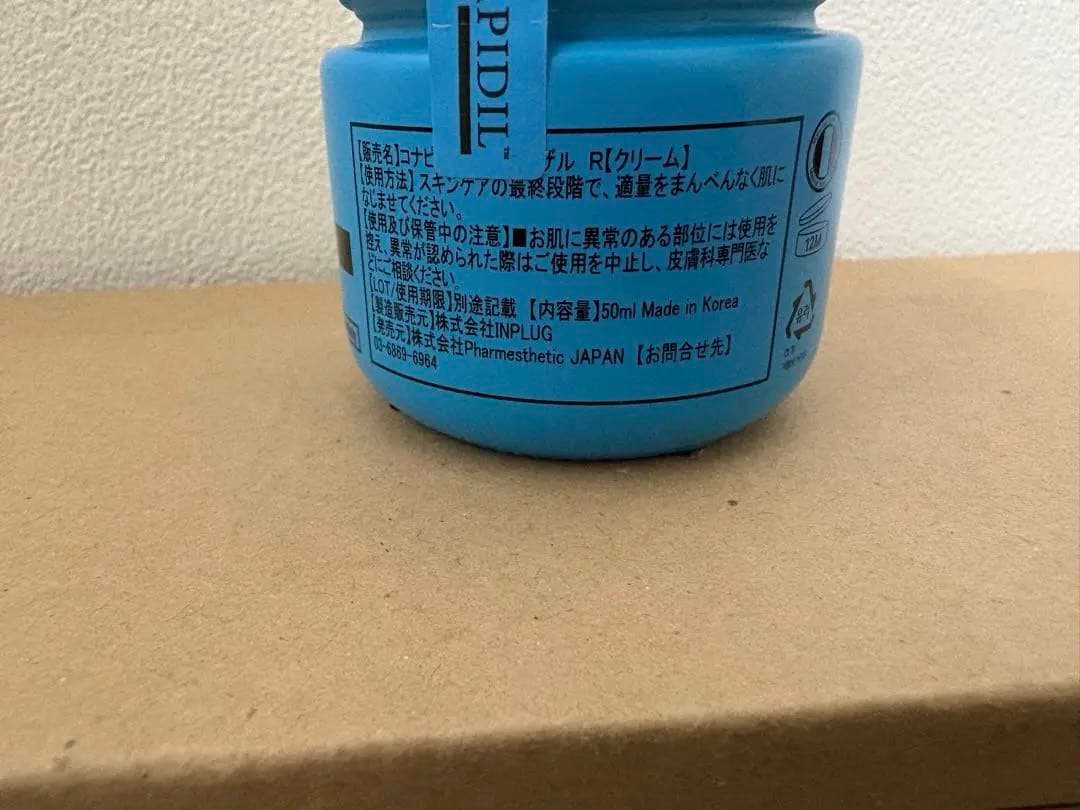 PIDIL
【販売名】コナビ ザル R【クリーム】
【使用方法】スキンケアの最終段階で、適量をまんべんなく肌に
なじませてください。
【使用及び保管中の注意】■お肌に異常のある部位には使用を
控え、異常が認められた際はご使用を中止し、皮膚科専門医な
どにご相談ください。
【LOT/使用期限】別途記載 【内容量】50ml Made in Korea
【製造販売元】株式会社INPLUG
【発売元】株式会社Pharmesthetic JAPAN 【お問合せ先】
03-6869-6964
12M
유리